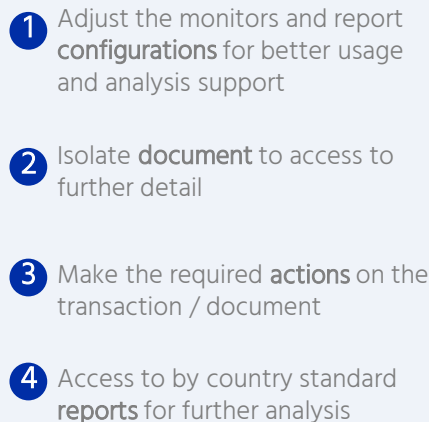 1 Adjust the monitors and report
configurations for better usage
and analysis support
2 Isolate document to access to
further detail
3 Make the required actions on the
transaction / document
4 Access to by country standard
reports for further analysis